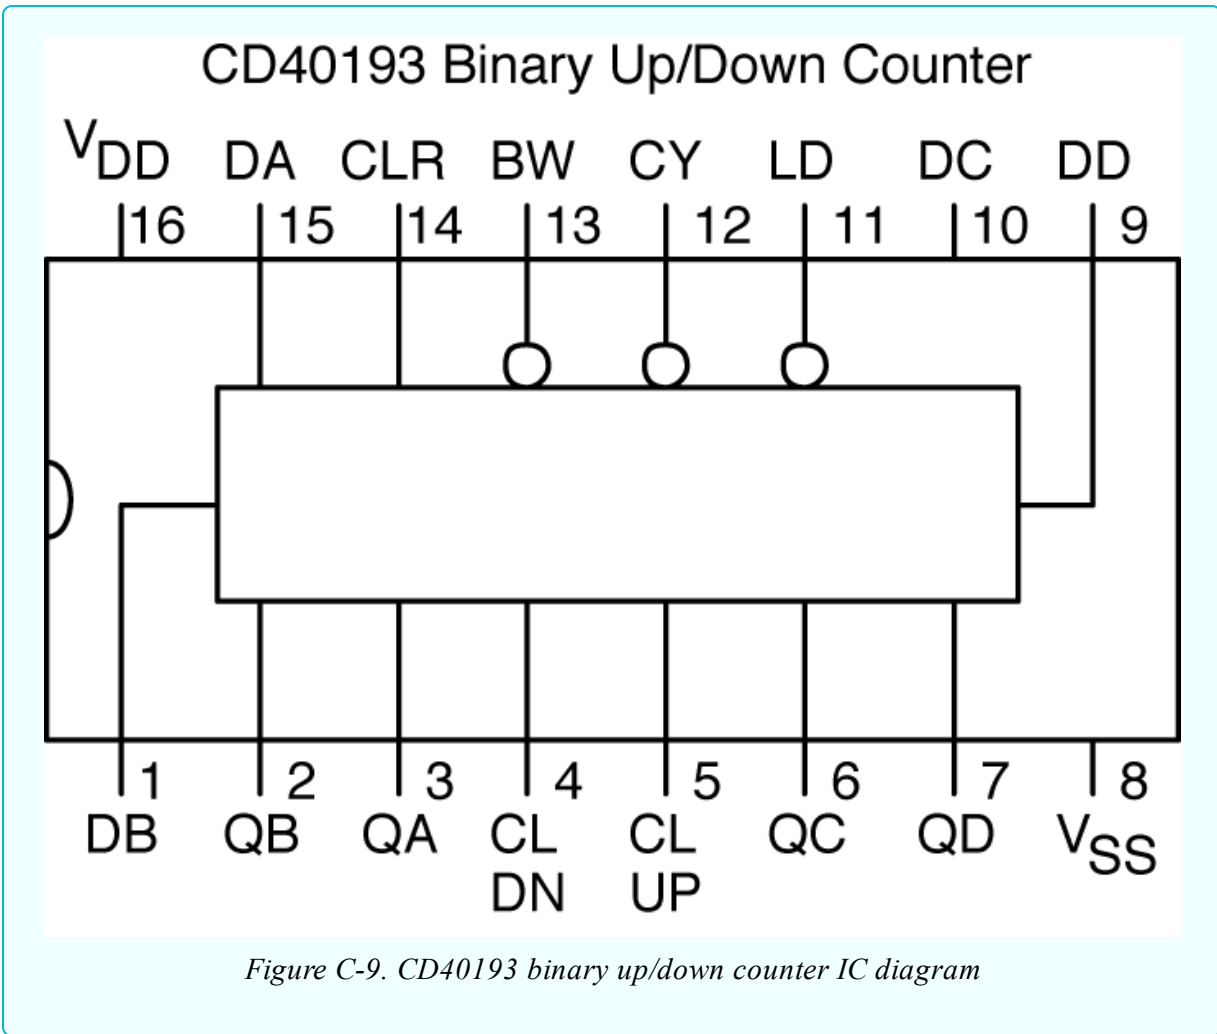 CD40193 Binary Up/Down Counter
VDD DA CLR BW CY LD DC DD
16 15 14 13 12 11 10 9
1 2 3 4 5 6 7 8
DB QB QA CL CL QC QD VSS
DN UP
Figure C-9. CD40193 binary up/down counter IC diagram